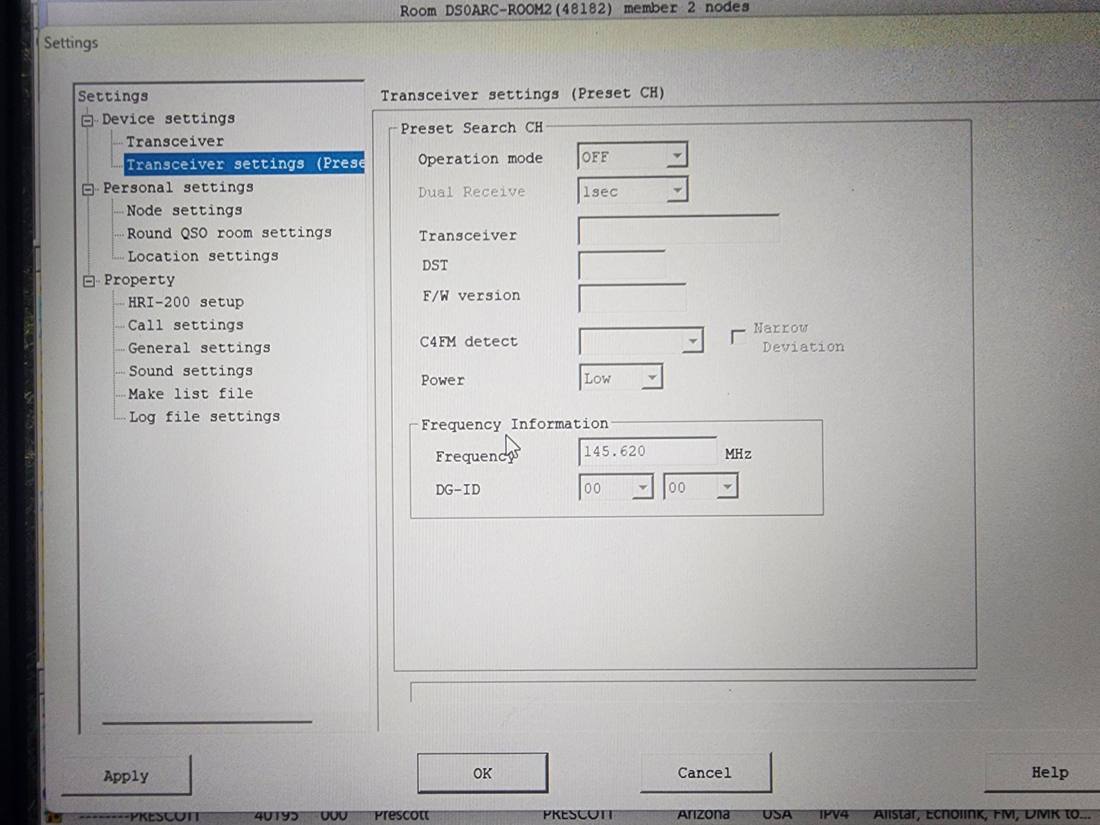 Room DS0ARC-ROOM2(48182) member 2 nodes
Settings
Settings
Device settings
Transceiver
Transceiver settings (Prese
Personal settings
Node settings
Round QSO room settings
Location settings
Property
HRI-200 setup
Call settings
General settings
Sound settings
Make list file
Log file settings
Transceiver settings (Preset CH)
Preset Search CH
Operation mode OFF
Dual Receive 1sec
Transceiver
DST
F/W version
C4FM detect
Narrow
Deviation
Power Low
Frequency Information
Frequency 145.620 MHz
DG-ID 00 00
Apply OK Cancel Help
--------PRESCOTT 40195 000 Prescott PRESCOTT Arizona USA IPv4 Allstar, Echolink, FM, DMR to...